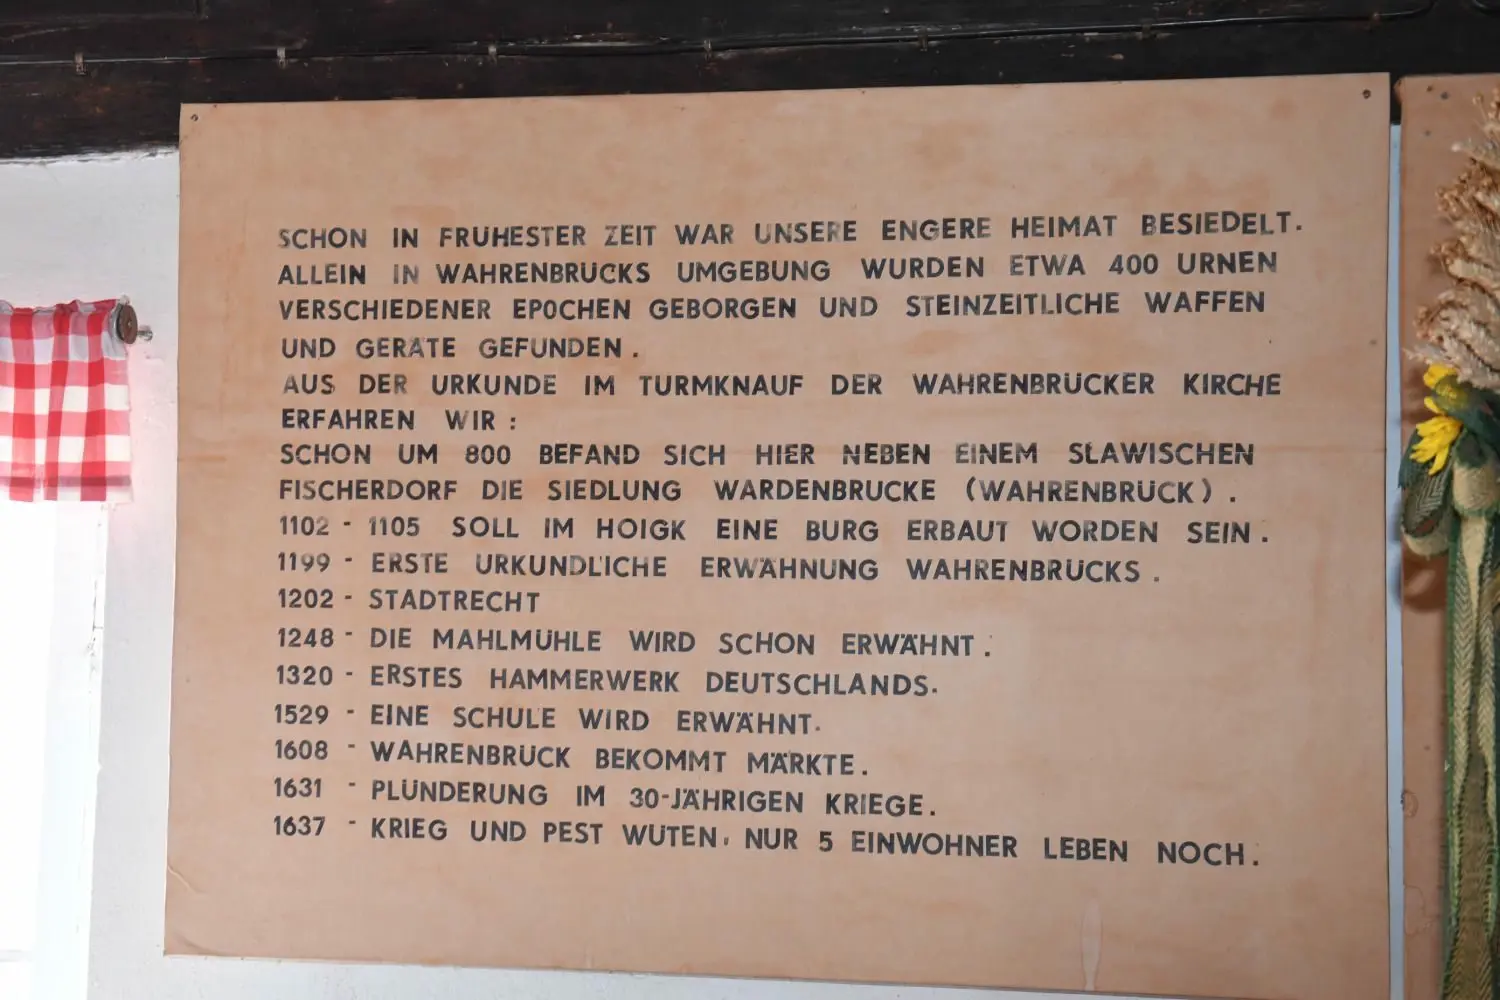 SCHON IN FRÜHESTER ZEIT WAR UNSERE ENGERE HEIMAT BESIEDELT.
ALLEIN IN WAHRENBRÜCKS UMGEBUNG WURDEN ETWA 400 URNEN
VERSCHIEDENER EPOCHEN GEBORGEN UND STEINZEITLICHE WAFFEN
UND GERÄTE GEFUNDEN.
AUS DER URKUNDE IM TURMKNAUF DER WAHRENBRÜCKER KIRCHE
ERFAHREN WIR:
SCHON UM 800 BEFAND SICH HIER NEBEN EINEM SLAWISCHEN
FISCHERDORF DIE SIEDLUNG WARDENBRUCKE (WAHRENBRÜCK).
1102 - 1105 SOLL IM HOIGK EINE BURG ERBAUT WORDEN SEIN.
1199 - ERSTE URKUNDLICHE ERWÄHNUNG WAHRENBRÜCKS.
1202 - STADTRECHT
1248 - DIE MAHLMÜHLE WIRD SCHON ERWÄHNT.
1320 - ERSTES HAMMERWERK DEUTSCHLANDS.
1529 - EINE SCHULE WIRD ERWÄHNT.
1608 - WAHRENBRÜCK BEKOMMT MÄRKTE.
1631 - PLÜNDERUNG IM 30-JÄHRIGEN KRIEGE.
1637 - KRIEG UND PEST WÜTEN, NUR 5 EINWOHNER LEBEN NOCH.